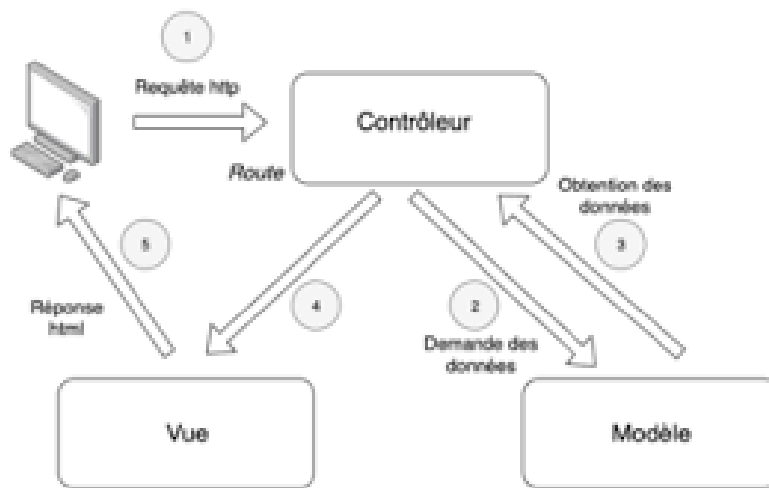 1
Requête http
Contrôleur
Route
Obtention des
données
5
3
Réponse
html
4
2
Demande des
données
Vue
Modèle